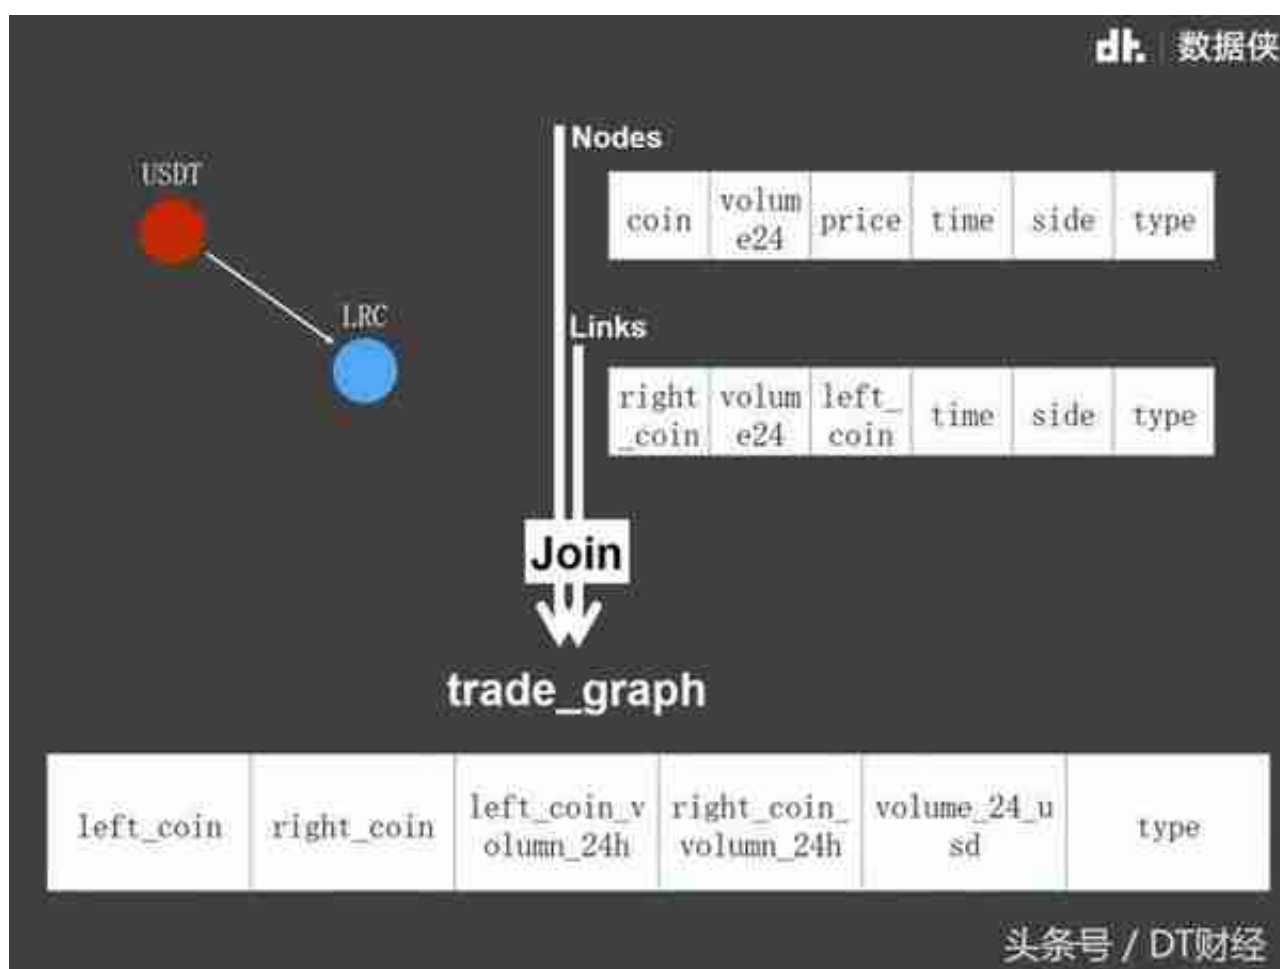 dt. 数据侠
Nodes
USDT
coin
volum
e24
price
time
side
type
LRC
Links
right
_coin
volum
e24
left_
coin
time
side
type
Join
trade_graph
left_coin
right_coin
left_coin_v
olumn_24h
right_coin_
volumn_24h
volume_24_u
sd
type
头条号 / DT财经